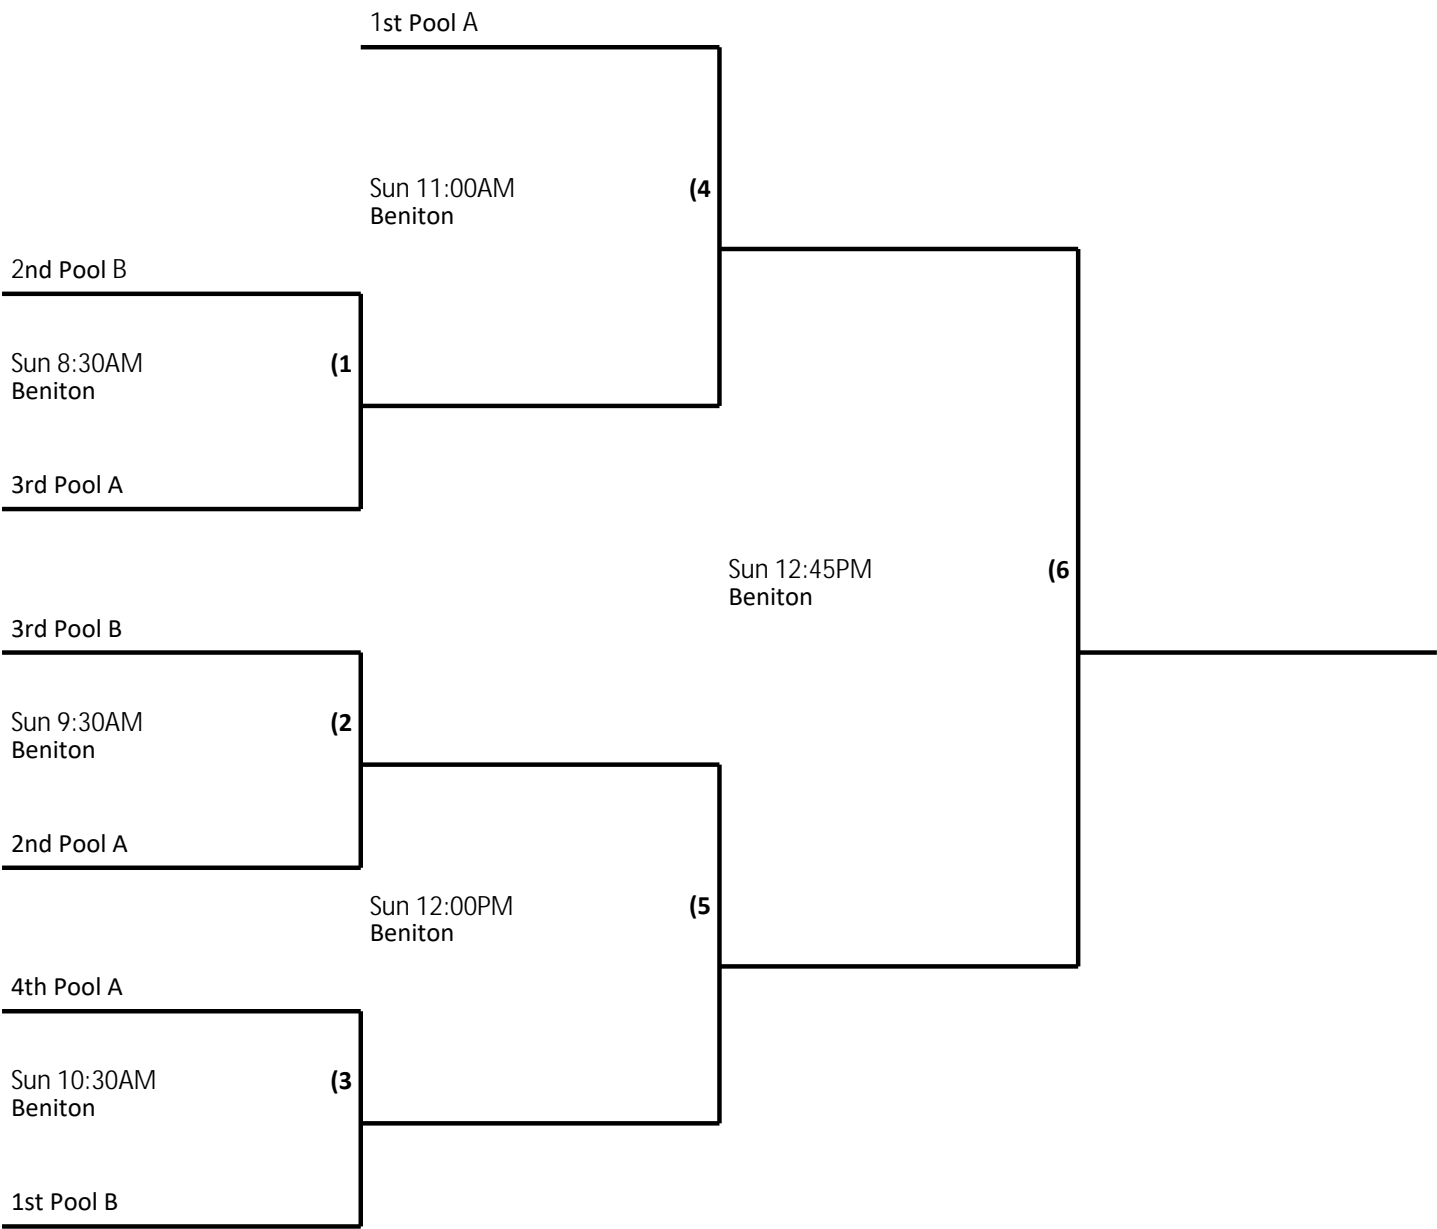 1st Pool A
Sun 11:00AM
(4
Beniton
2nd Pool B
Sun 8:30AM
(1
Beniton
3rd Pool A
Sun 12:45PM
(6
Beniton
3rd Pool B
Sun 9:30AM
(2
Beniton
2nd Pool A
Sun 12:00PM
(5
Beniton
4th Pool A
Sun 10:30AM
(3
Beniton
1st Pool B